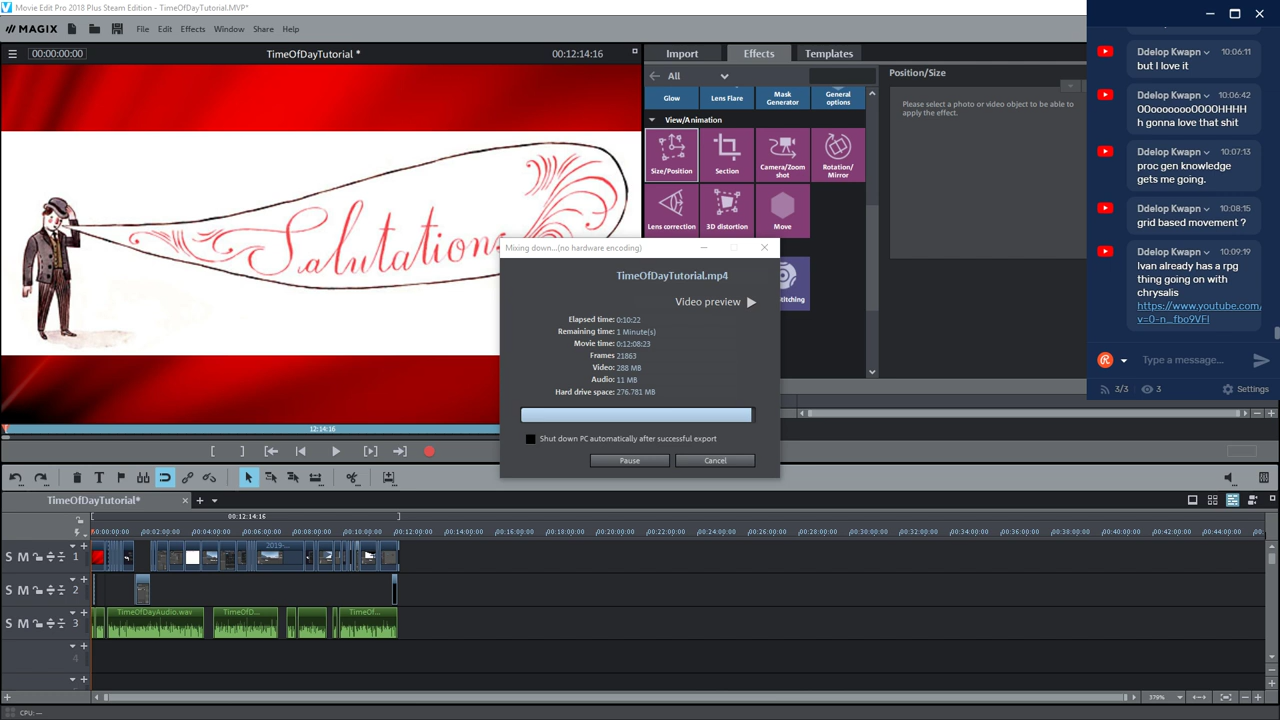 Movie Edit Pro 2018 Plus Steam Edition - TimeOfDayTutorial.MVP*
MAGIX
File Edit Effects Window Share Help
00:00:00:00
TimeOfDayTutorial *
00:12:14:16
Salutations
12:14:16
Import Effects Templates
All
Glow
Lens Flare
Mask
Generator
General
options
View/Animation
Size/Position
Section
Camera/Zoom
shot
Rotation/
Mirror
Lens correction
3D distortion
Move
Position/Size
Please select a photo or video object to be able to
apply the effect.
Mixing down...(no hardware encoding)
TimeOfDayTutorial.mp4
Video preview
Elapsed time: 0:10:22
Remaining time: 1 Minute(s)
Movie time: 0:12:08:23
Frames 21863
Video: 288 MB
Audio: 11 MB
Hard drive space: 276.781 MB
Shut down PC automatically after successful export
Pause
Cancel
Ddelop Kwapn 10:06:11
but I love it
Ddelop Kwapn 10:06:42
OOooooooooOOOOHHHH
h gonna love that shit
Ddelop Kwapn 10:07:13
proc gen knowledge
gets me going.
Ddelop Kwapn 10:08:15
grid based movement ?
Ddelop Kwapn 10:09:19
Ivan already has a rpg
thing going on with
chrysalis
https://www.youtube.com/
v=0-n...fbo9VFI
Type a message...
3/3 3 Settings
TimeOfDayTutorial*
00:12:14:16
00:00:00:00 00:02:00:00 00:04:00:00 00:06:00:00 00:08:00:00 00:10:00:00 00:12:00:00 00:14:00:00 00:16:00:00 00:18:00:00 00:20:00:00 00:22:00:00 00:24:00:00 00:26:00:00 00:28:00:00 00:30:00:00 00:32:00:00 00:34:00:00 00:36:00:00 00:38:00:00 00:40:00:00 00:42:00:00 00:44:00:00
S M 1
2019-...
S M 2
S M 3
TimeOfDayAudio.wav TimeOfD... TimeOf...
4
379%
CPU: —